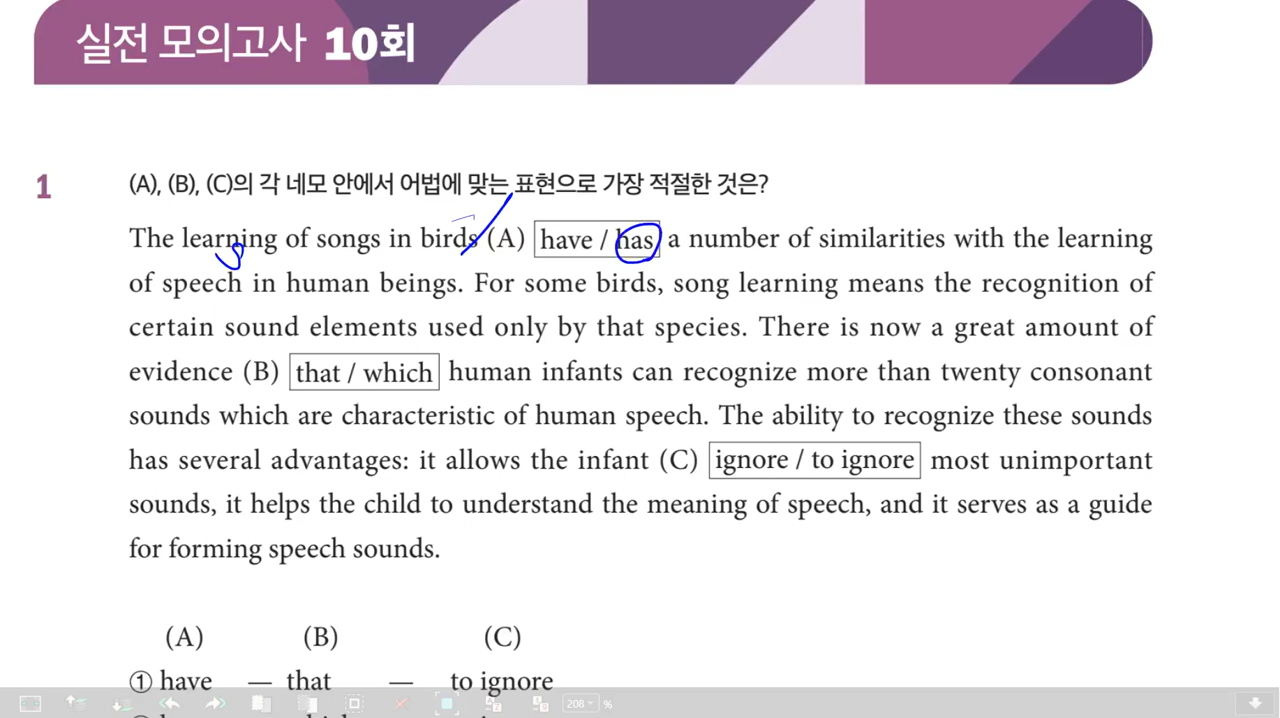 실전 모의고사 10회
1 (A), (B), (C)의 각 네모 안에서 어법에 맞는 표현으로 가장 적절한 것은?
The learning of songs in birds (A) have / has a number of similarities with the learning
of speech in human beings. For some birds, song learning means the recognition of
certain sound elements used only by that species. There is now a great amount of
evidence (B) that / which human infants can recognize more than twenty consonant
sounds which are characteristic of human speech. The ability to recognize these sounds
has several advantages: it allows the infant (C) ignore / to ignore most unimportant
sounds, it helps the child to understand the meaning of speech, and it serves as a guide
for forming speech sounds.
(A) (B) (C)
① have — that — to ignore
208 %